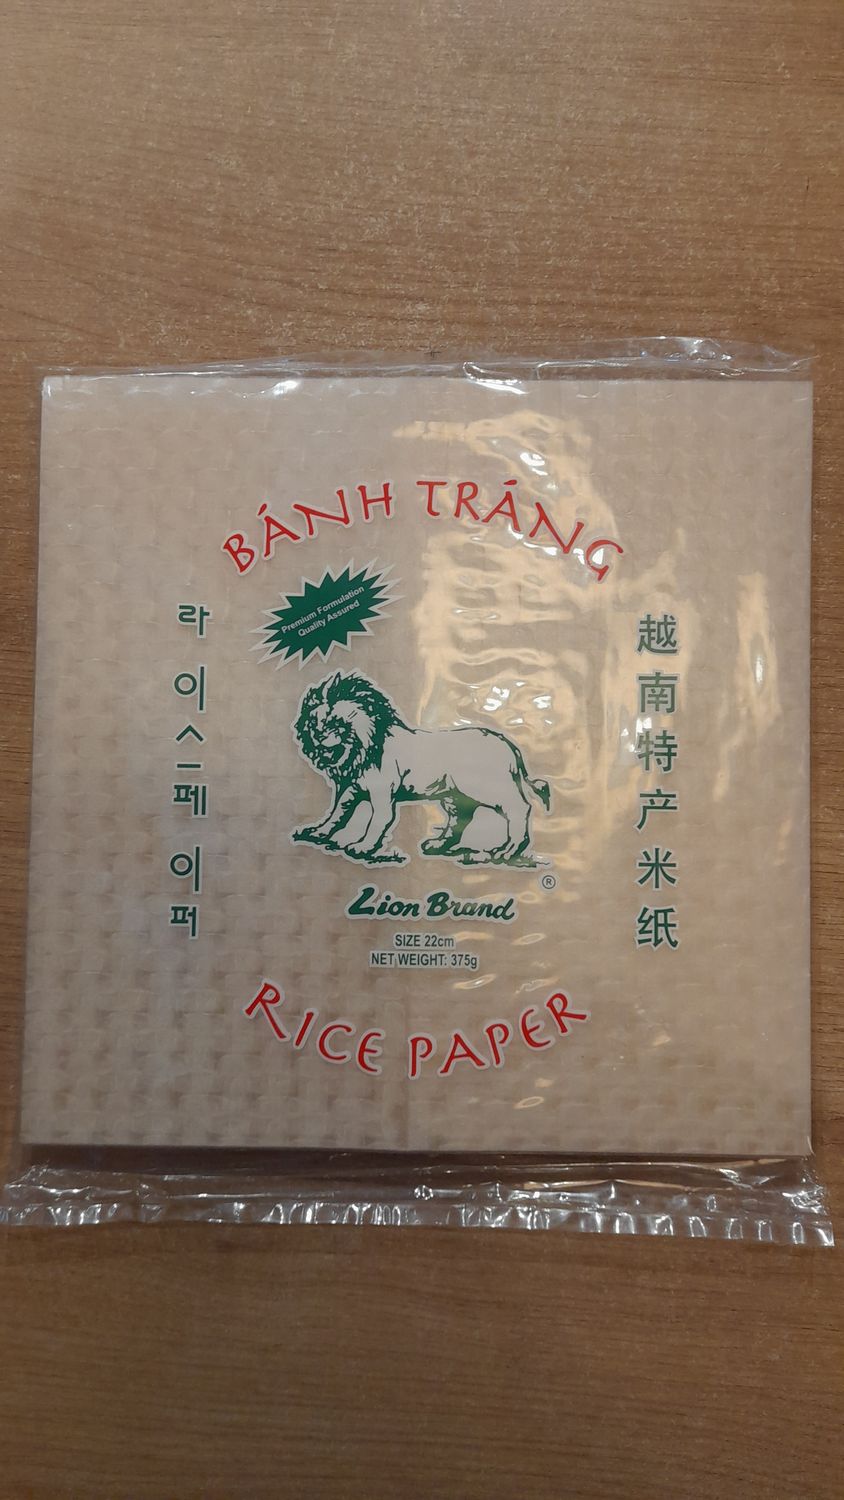 BÁNH TRÁNG
Premium Formulation
Quality Assured
라이스페이퍼
越南特产米纸
®
Lion Brand
SIZE 22cm
NET WEIGHT: 375g
RICE PAPER